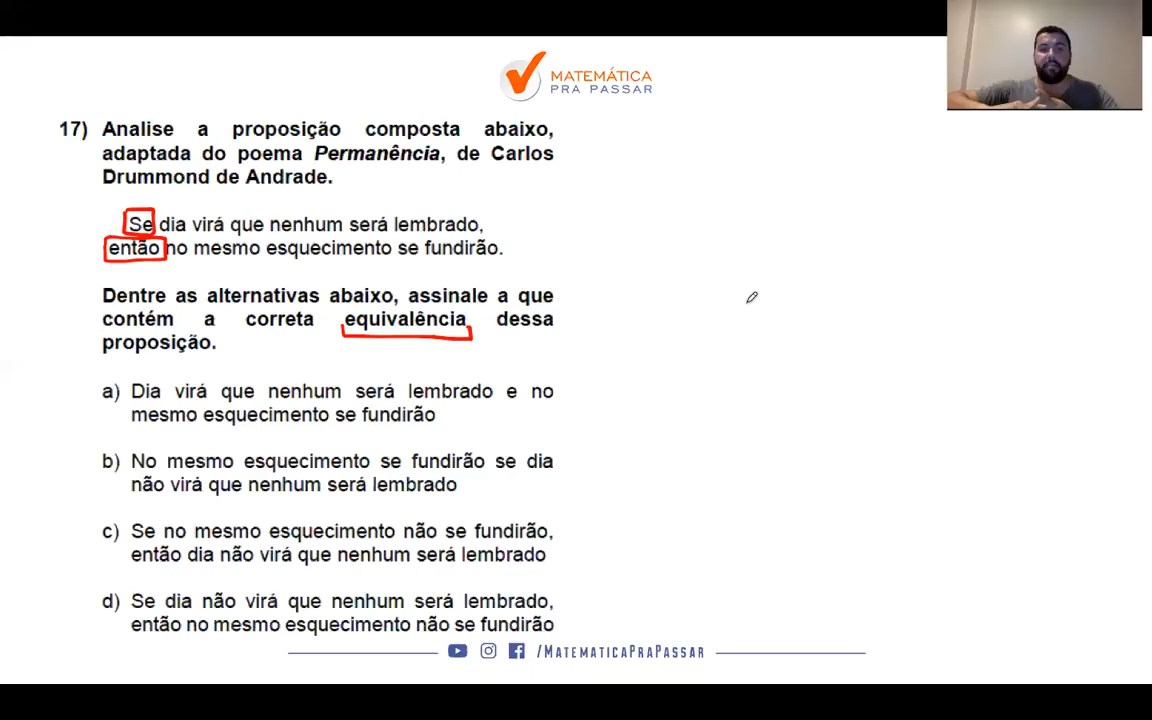 MATEMÁTICA
PRA PASSAR
17) Analise a proposição composta abaixo,
adaptada do poema Permanência, de Carlos
Drummond de Andrade.
Se dia virá que nenhum será lembrado,
então no mesmo esquecimento se fundirão.
Dentre as alternativas abaixo, assinale a que
contém a correta equivalência dessa
proposição.
a) Dia virá que nenhum será lembrado e no
mesmo esquecimento se fundirão
b) No mesmo esquecimento se fundirão se dia
não virá que nenhum será lembrado
c) Se no mesmo esquecimento não se fundirão,
então dia não virá que nenhum será lembrado
d) Se dia não virá que nenhum será lembrado,
então no mesmo esquecimento não se fundirão
/MATEMATICAPRAPASSAR